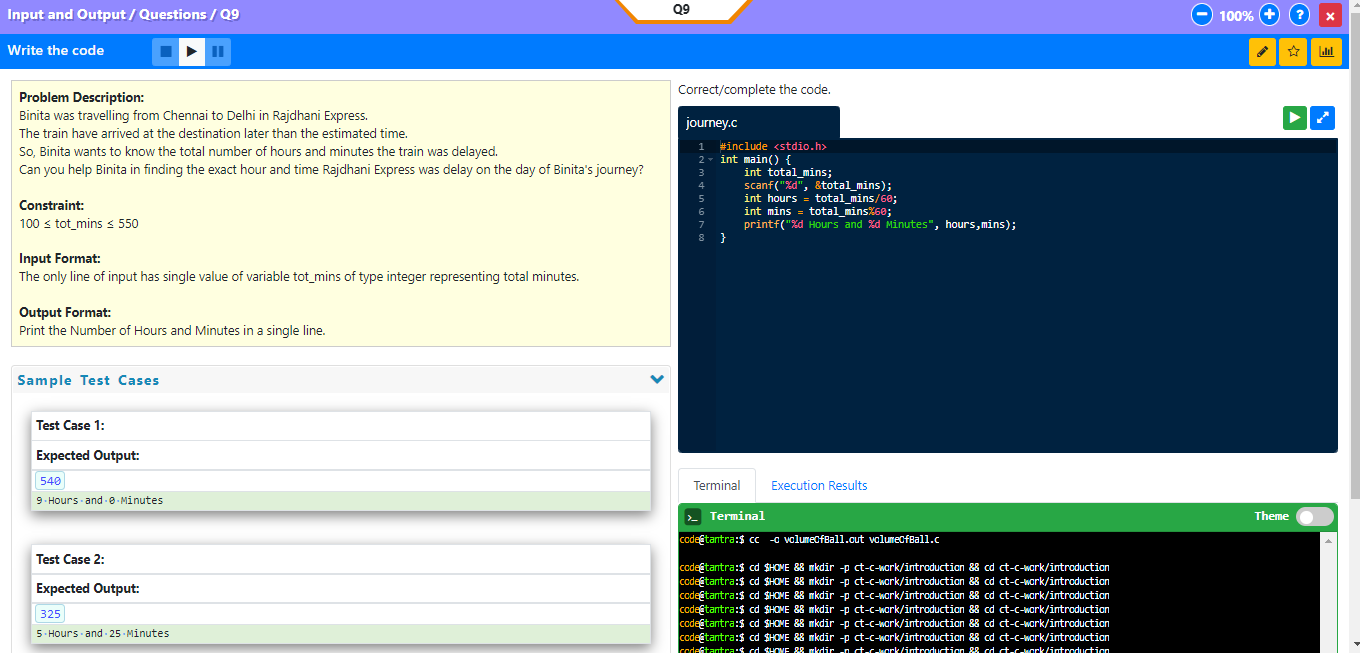 Input and Output / Questions / Q9
Q9
100%
Write the code
Problem Description:
Binita was travelling from Chennai to Delhi in Rajdhani Express.
The train have arrived at the destination later than the estimated time.
So, Binita wants to know the total number of hours and minutes the train was delayed.
Can you help Binita in finding the exact hour and time Rajdhani Express was delay on the day of Binita's journey?
Constraint:
100 ≤ tot_mins ≤ 550
Input Format:
The only line of input has single value of variable tot_mins of type integer representing total minutes.
Output Format:
Print the Number of Hours and Minutes in a single line.
Sample Test Cases
Test Case 1:
Expected Output:
540
9·Hours·and·0·Minutes
Test Case 2:
Expected Output:
325
5·Hours·and·25·Minutes
Correct/complete the code.
journey.c
1 #include <stdio.h>
2 int main() {
3 int total_mins;
4 scanf("%d", &total_mins);
5 int hours = total_mins/60;
6 int mins = total_mins%60;
7 printf("%d Hours and %d Minutes", hours,mins);
8 }
Terminal Execution Results
Terminal Theme
code@tantra:$ cc -o volumeOfBall.out volumeOfBall.c
code@tantra:$ cd $HOME && mkdir -p ct-c-work/introduction && cd ct-c-work/introduction
code@tantra:$ cd $HOME && mkdir -p ct-c-work/introduction && cd ct-c-work/introduction
code@tantra:$ cd $HOME && mkdir -p ct-c-work/introduction && cd ct-c-work/introduction
code@tantra:$ cd $HOME && mkdir -p ct-c-work/introduction && cd ct-c-work/introduction
code@tantra:$ cd $HOME && mkdir -p ct-c-work/introduction && cd ct-c-work/introduction
code@tantra:$ cd $HOME && mkdir -p ct-c-work/introduction && cd ct-c-work/introduction
code@tantra:$ cd $HOME && mkdir -p ct-c-work/introduction && cd ct-c-work/introduction